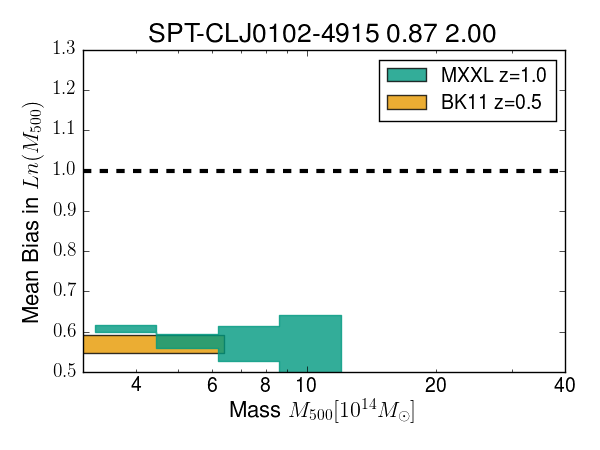 SPT-CLJ0102-4915 0.87 2.00
MXXL z=1.0
BK11 z=0.5
Mean Bias in Ln(M500)
1.3
1.2
1.1
1.0
0.9
0.8
0.7
0.6
0.5
4 6 8 10 20 40
Mass M500[10^14 M⊙]